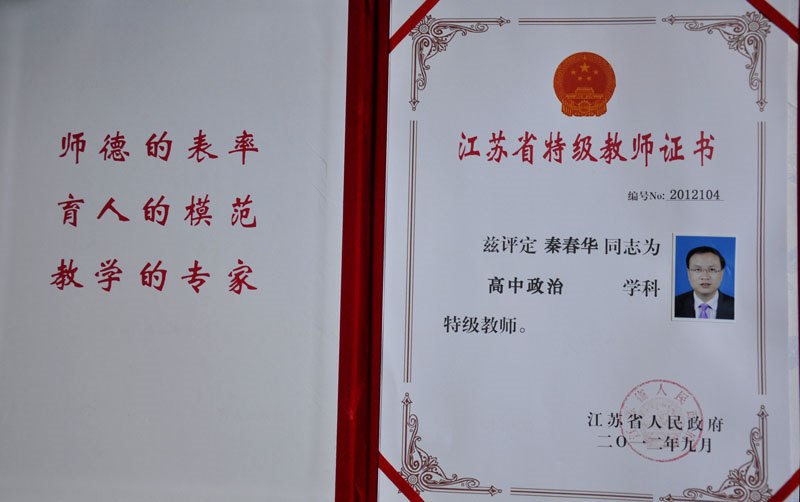 师德的表率
育人的模范
教学的专家
江苏省特级教师证书
编号No: 2012104
兹评定 秦春华 同志为
高中政治 学科
特级教师。
江苏省人民政府
二〇一二年九月